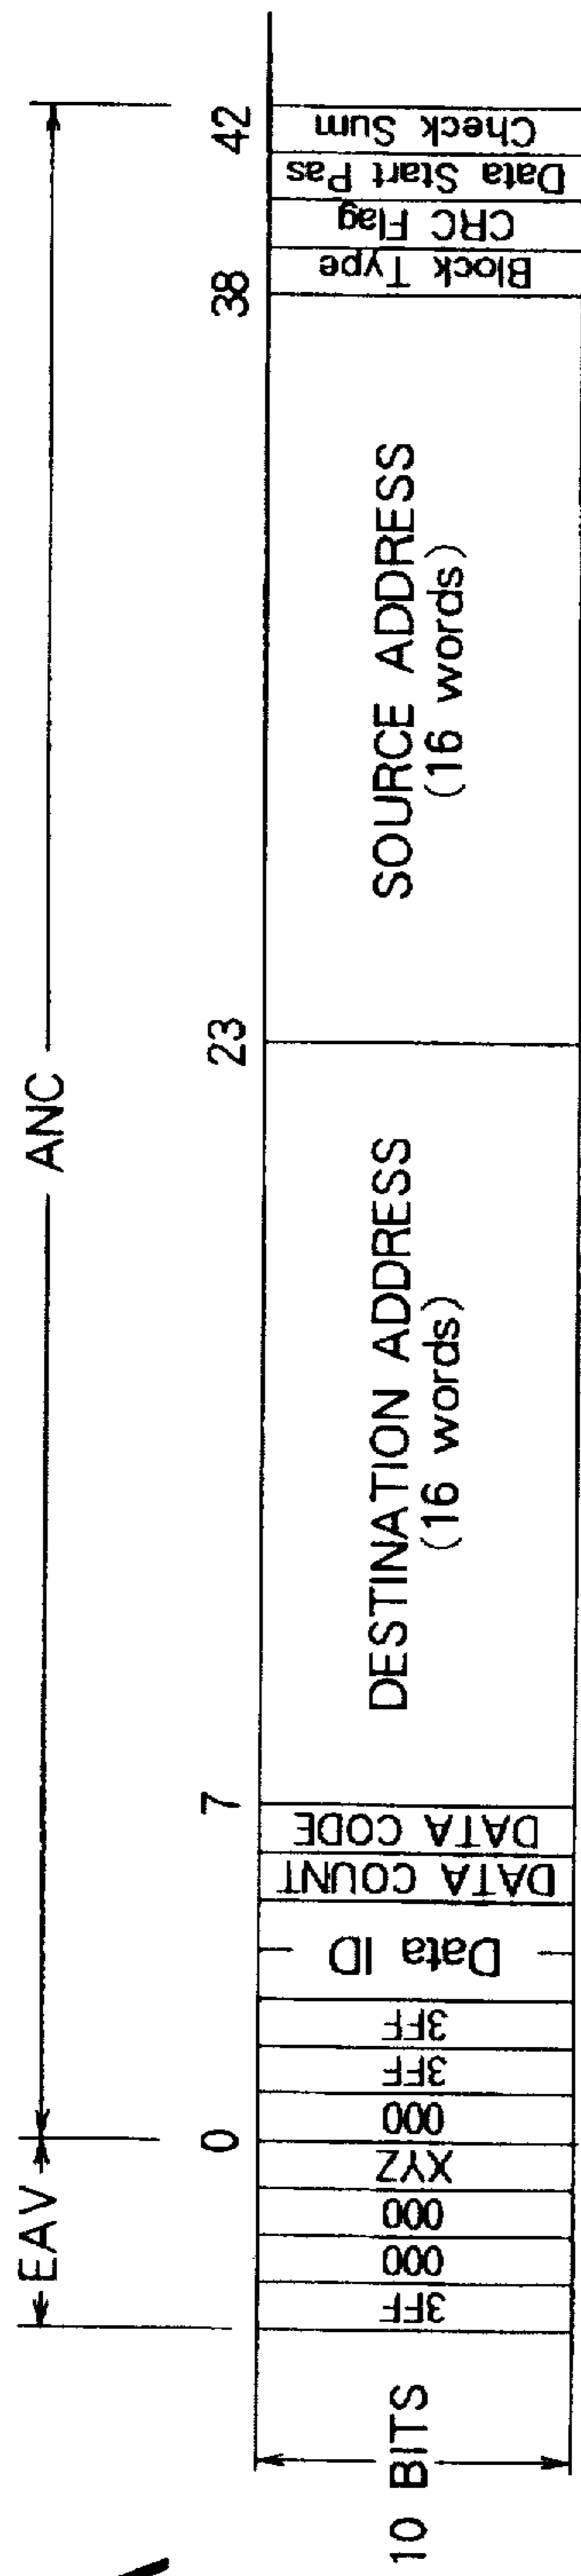 EAV
ANC
0
7
23
38
42
10 BITS
3FF
000
000
XYZ
000
3FF
3FF
Data ID
DATA COUNT
DATA CODE
DESTINATION ADDRESS
(16 words)
SOURCE ADDRESS
(16 words)
Block Type
CRC Flag
Data Start Pas
Check Sum